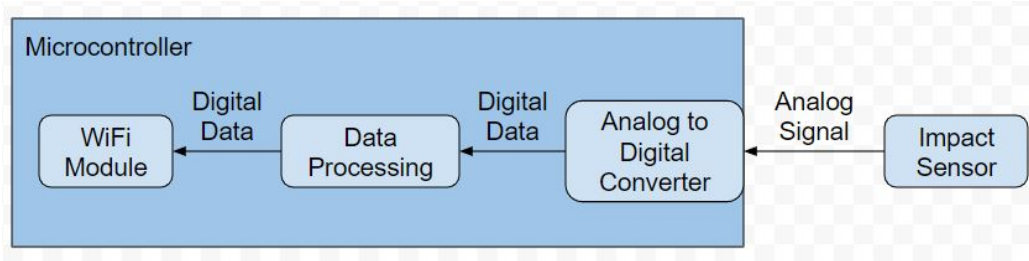 Microcontroller
WiFi
Module
Digital
Data
Data
Processing
Digital
Data
Analog to
Digital
Converter
Analog
Signal
Impact
Sensor